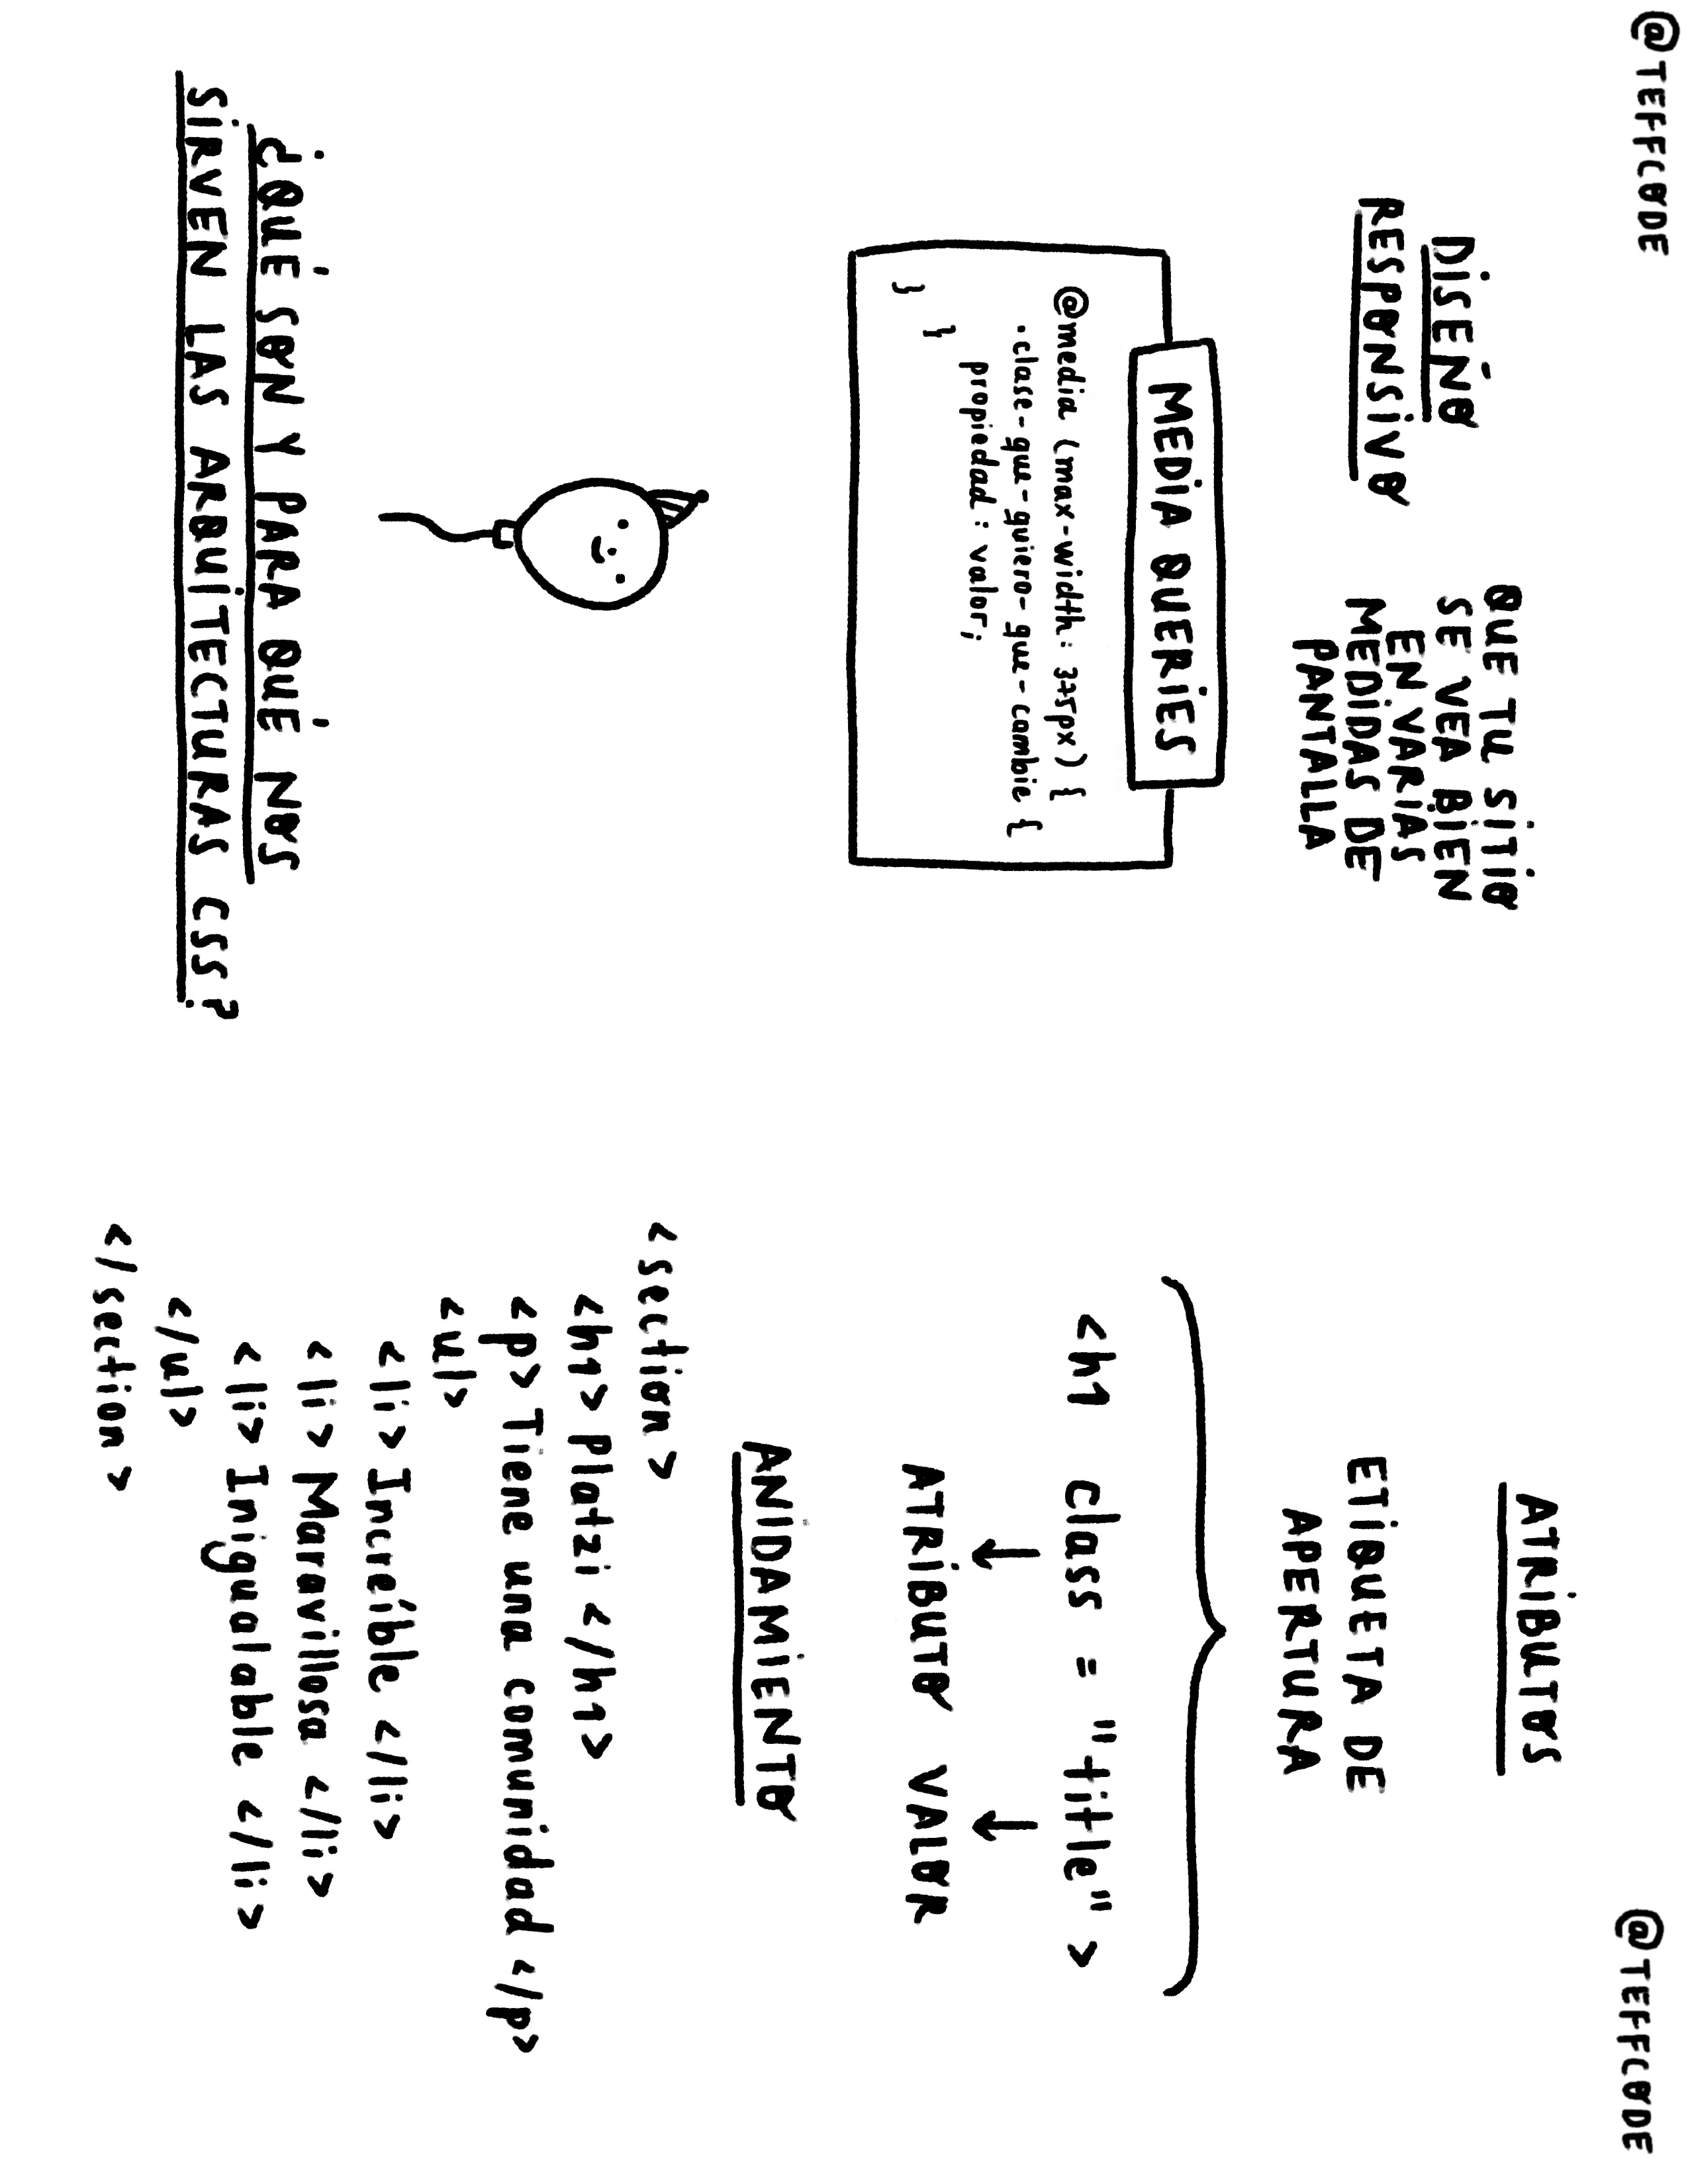 @TEFFCODE
DISEÑO
RESPONSIVO
QUE TU SITIO
SE VEA BIEN
EN VARIAS
MEDIDAS DE
PANTALLA
MEDIA QUERIES
@media (max-width: 375px) {
.clase-que-quiero-que-cambie {
propiedad: valor;
}
}
¿QUÉ SON Y PARA QUÉ NOS
SIRVEN LAS ARQUITECTURAS CSS?
@TEFFCODE
ATRIBUTOS
ETIQUETA DE
APERTURA
<h1 class = "title" >
ATRIBUTO VALOR
ANIDAMIENTO
<section>
<h1> Platzi </h1>
<p> Tiene una comunidad </p>
<ul>
<li> Increíble </li>
<li> Maravillosa </li>
<li> Inigualable </li>
</ul>
</section>